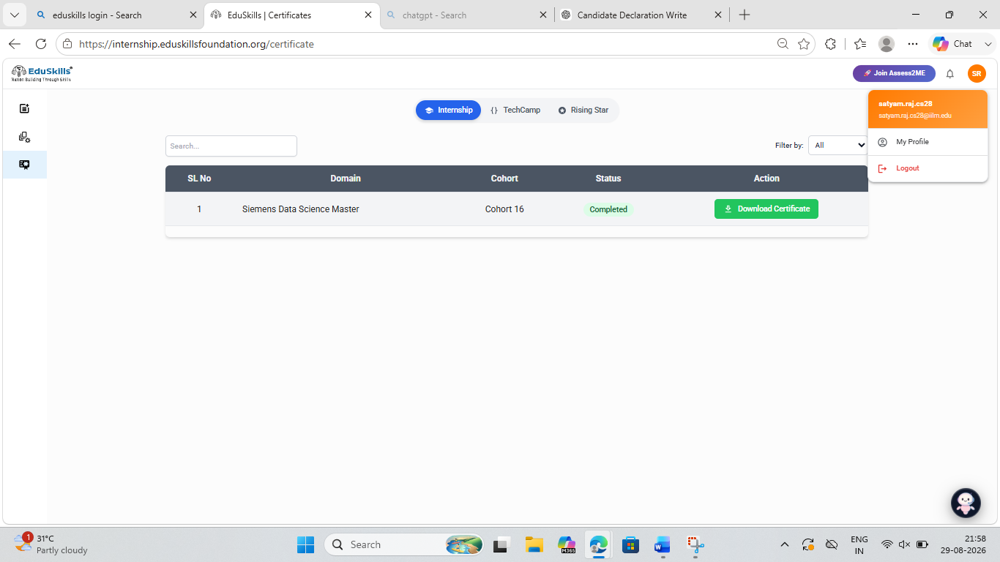 eduskills login - Search
EduSkills | Certificates
chatgpt - Search
Candidate Declaration Write
https://internship.eduskillsfoundation.org/certificate
Chat
EduSkills
Nation Building Through Skills
Join Assess2ME
SR
satyam.raj.ca28
satyam.raj.ca28@iilm.edu
My Profile
Logout
Internship
{} TechCamp
Rising Star
Search...
Filter by:
All
SL No Domain Cohort Status Action
1 Siemens Data Science Master Cohort 16 Completed Download Certificate
1
31°C
Partly cloudy
Search
M365
ENG
IN
21:58
29-08-2026